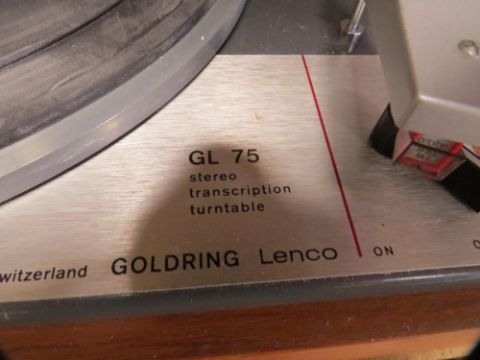 GL 75
stereo
transcription
turntable
witzerland GOLDRING Lenco ON